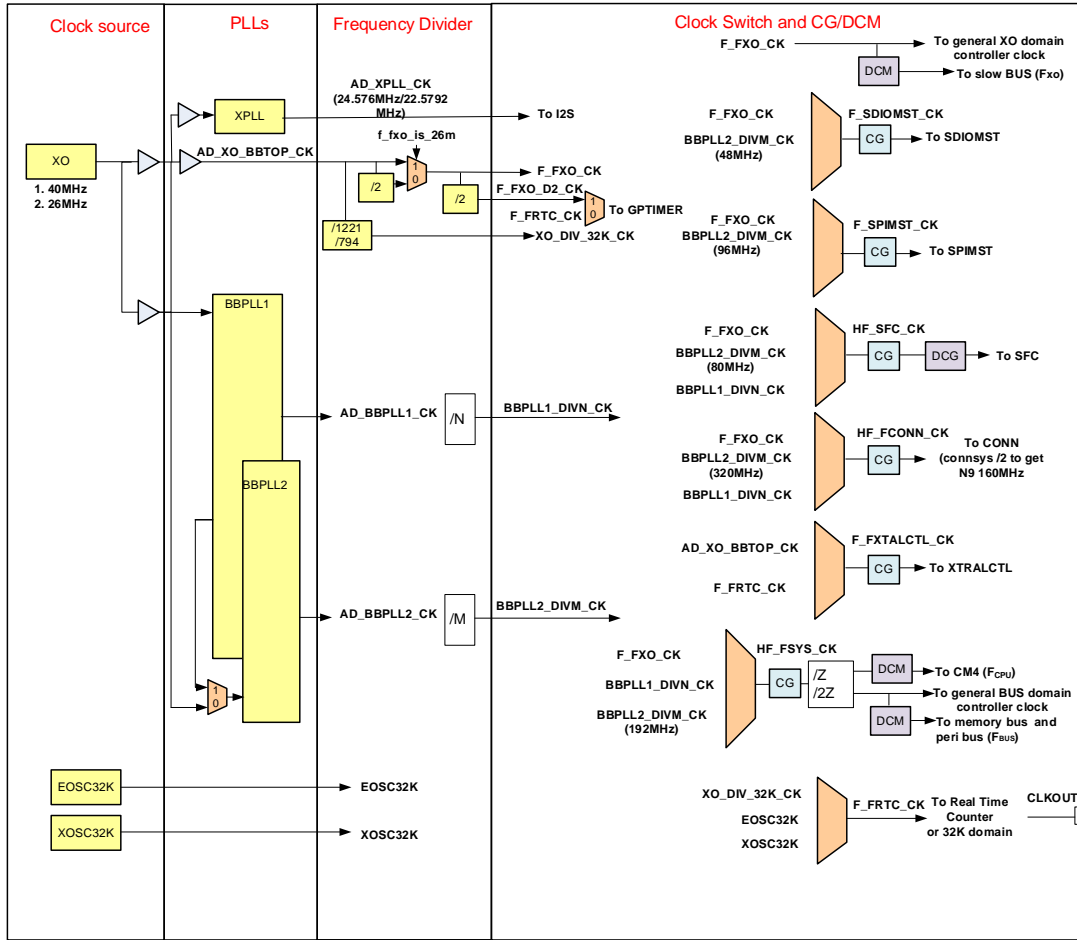 Clock source
PLLs
Frequency Divider
Clock Switch and CG/DCM
XO
1. 40MHz
2. 26MHz
XPLL
AD_XPLL_CK
(24.576MHz/22.5792
MHz)
To I2S
AD_XO_BBTOP_CK
f_fxo_is_26m
/2
1
0
F_FXO_CK
/2
F_FXO_D2_CK
F_FRTC_CK
1
0
To GPTIMER
/1221
/794
XO_DIV_32K_CK
BBPLL1
AD_BBPLL1_CK
/N
BBPLL1_DIVN_CK
BBPLL2
AD_BBPLL2_CK
/M
BBPLL2_DIVM_CK
1
0
EOSC32K
EOSC32K
XOSC32K
XOSC32K
F_FXO_CK
To general XO domain
controller clock
DCM
To slow BUS (Fxo)
F_FXO_CK
BBPLL2_DIVM_CK
(48MHz)
F_SDIOMST_CK
CG
To SDIOMST
F_FXO_CK
BBPLL2_DIVM_CK
(96MHz)
F_SPIMST_CK
CG
To SPIMST
F_FXO_CK
BBPLL2_DIVM_CK
(80MHz)
BBPLL1_DIVN_CK
HF_SFC_CK
CG
DCG
To SFC
F_FXO_CK
BBPLL2_DIVM_CK
(320MHz)
BBPLL1_DIVN_CK
HF_FCONN_CK
CG
To CONN
(connsys /2 to get
N9 160MHz
AD_XO_BBTOP_CK
F_FRTC_CK
F_FXTALCTL_CK
CG
To XTRALCTL
F_FXO_CK
BBPLL1_DIVN_CK
BBPLL2_DIVM_CK
(192MHz)
HF_FSYS_CK
CG
/Z
/2Z
DCM
To CM4 (FCPU)
To general BUS domain
controller clock
DCM
To memory bus and
peri bus (FBUS)
XO_DIV_32K_CK
EOSC32K
XOSC32K
F_FRTC_CK
To Real Time
Counter
or 32K domain
CLKOUT